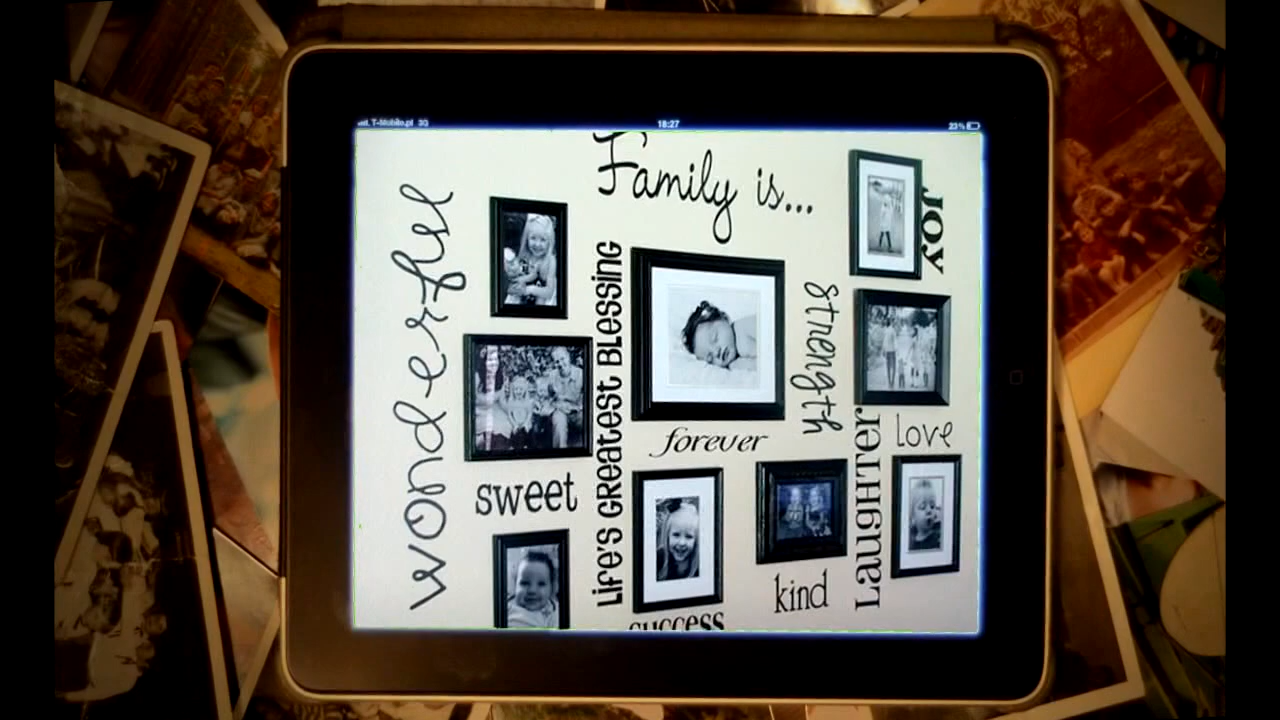 T-Mobile.pl 3G 18:27 23%
Family is...
wonderful
Joy
LIFE'S GREATEST BLESSING
strength
forever
love
sweet
Laughter
kind
success